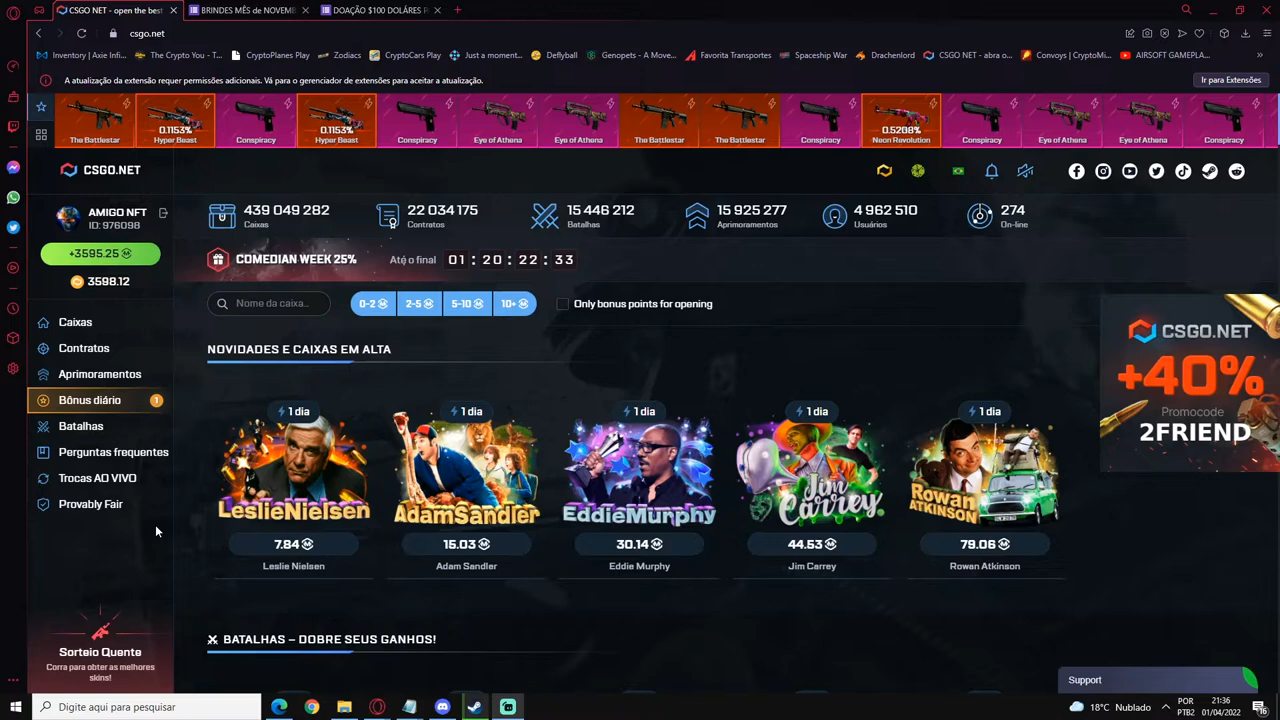 CSGO NET - open the best
BRINDES MÊS de NOVEMB
DOAÇÃO $100 DOLÁRES R
csgo.net
Inventory | Axie Infi...
The Crypto You - T...
CryptoPlanes Play
Zodiacs
CryptoCars Play
Just a moment...
Deflyball
Genopets - A Move...
Favorita Transportes
Spaceship War
Drachenlord
CSGO NET - abra o...
Convoys | CryptoMi...
AIRSOFT GAMEPLA...
A atualização da extensão requer permissões adicionais. Vá para o gerenciador de extensões para aceitar a atualização.
Ir para Extensões
The Battlestar
0.1153%
Hyper Beast
Conspiracy
0.1153%
Hyper Beast
Conspiracy
Eye of Athena
Eye of Athena
The Battlestar
The Battlestar
Conspiracy
0.5208%
Neon Revolution
Conspiracy
Eye of Athena
Eye of Athena
Conspiracy
CSGO.NET
AMIGO NFT
ID: 976098
+3595.25
3598.12
439 049 282
Caixas
22 034 175
Contratos
15 446 212
Batalhas
15 925 277
Aprimoramentos
4 962 510
Usuários
274
On-line
COMEDIAN WEEK 25%
Até o final
01 : 20 : 22 : 33
Nome da caixa...
0-2
2-5
5-10
10+
Only bonus points for opening
Caixas
Contratos
Aprimoramentos
Bônus diário
1
Batalhas
Perguntas frequentes
Trocas AO VIVO
Provably Fair
NOVIDADES E CAIXAS EM ALTA
1 dia
LeslieNielsen
7.84
Leslie Nielsen
1 dia
AdamSandler
15.03
Adam Sandler
1 dia
EddieMurphy
30.14
Eddie Murphy
1 dia
Jim Carrey
44.53
Jim Carrey
1 dia
Rowan ATKINSON
79.06
Rowan Atkinson
CSGO.NET
+40%
Promocode
2FRIEND
BATALHAS – DOBRE SEUS GANHOS!
Sorteio Quente
Corra para obter as melhores
skins!
Support
Digite aqui para pesquisar
18°C Nublado
POR
PTB2
21:36
01/04/2022
16